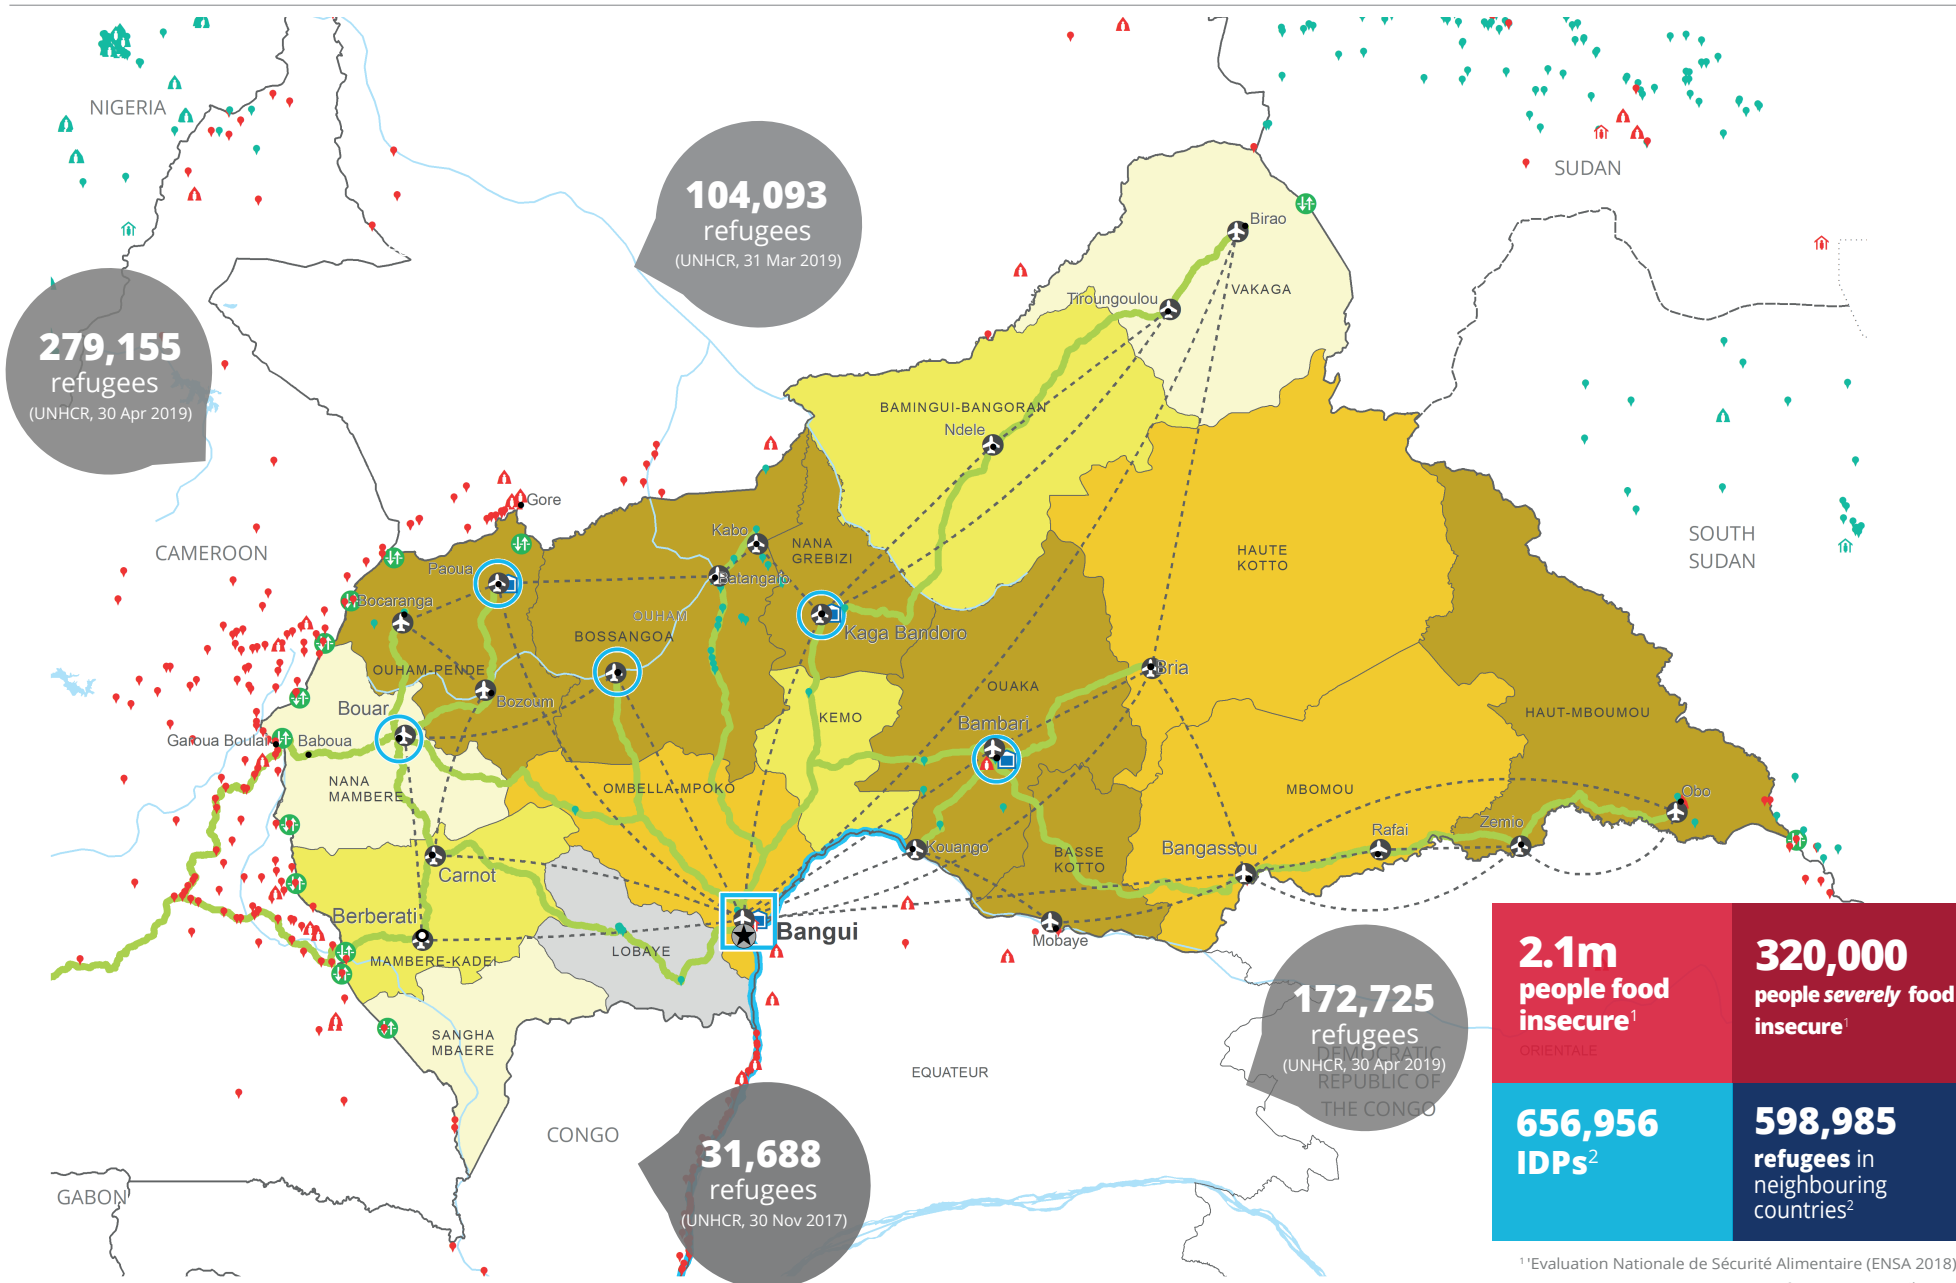 NIGERIA
SUDAN
104,093
refugees
(UNHCR, 31 Mar 2019)
Birao
VAKAGA
Tiroungoulou
279,155
refugees
(UNHCR, 30 Apr 2019)
BAMINGUI-BANGORAN
Ndele
Gore
CAMEROON
Kabo
NANA
GREBIZI
HAUTE
KOTTO
SOUTH
SUDAN
Paoua
Batangafo
Bocaranga
OUHAM
BOSSANGOA
Kaga Bandoro
OUHAM-PENDE
Bria
OUAKA
Bozoum
Bouar
KEMO
Bambari
HAUT-MBOUMOU
Garoua Boulai
Baboua
NANA
MAMBERE
OMBELLA-MPOKO
MBOMOU
Obo
Zemio
Rafai
Kouango
BASSE
KOTTO
Bangassou
Carnot
Berberati
Bangui
Mobaye
LOBAYE
MAMBERE-KADEI
SANGHA
MBAERE
172,725
refugees
(UNHCR, 30 Apr 2019)
DEMOCRATIC
REPUBLIC OF
THE CONGO
EQUATEUR
ORIENTALE
CONGO
31,688
refugees
(UNHCR, 30 Nov 2017)
GABON
2.1m
people food
insecure1
320,000
people severely food
insecure1
656,956
IDPs2
598,985
refugees in
neighbouring
countries2
1 'Evaluation Nationale de Sécurité Alimentaire (ENSA 2018)